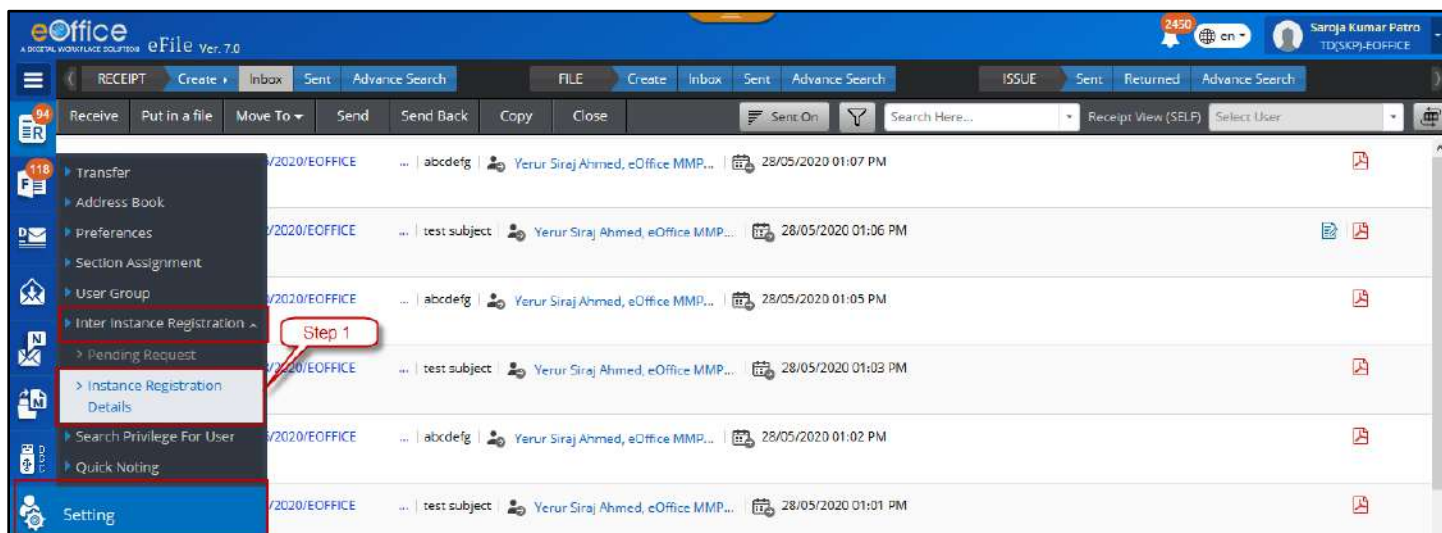 eOffice
A DIGITAL WORKPLACE SOLUTION eFile Ver. 7.0
2450 en Saroja Kumar Patro
TD(SKP)-EOFFICE
RECEIPT Create Inbox Sent Advance Search FILE Create Inbox Sent Advance Search ISSUE Sent Returned Advance Search
94 Receive Put in a file Move To Send Send Back Copy Close Sent On Search Here... Receipt View (SELF) Select User
/2020/EOFFICE ... abcdefg Yerur Siraj Ahmed, eOffice MMP... 28/05/2020 01:07 PM
118 Transfer
Address Book
Preferences /2020/EOFFICE ... test subject Yerur Siraj Ahmed, eOffice MMP... 28/05/2020 01:06 PM
Section Assignment
User Group /2020/EOFFICE ... abcdefg Yerur Siraj Ahmed, eOffice MMP... 28/05/2020 01:05 PM
Inter Instance Registration
Step 1
> Pending Request
/2020/EOFFICE ... test subject Yerur Siraj Ahmed, eOffice MMP... 28/05/2020 01:03 PM
> Instance Registration
Details
Search Privilege For User /2020/EOFFICE ... abcdefg Yerur Siraj Ahmed, eOffice MMP... 28/05/2020 01:02 PM
Quick Noting
Setting /2020/EOFFICE ... test subject Yerur Siraj Ahmed, eOffice MMP... 28/05/2020 01:01 PM